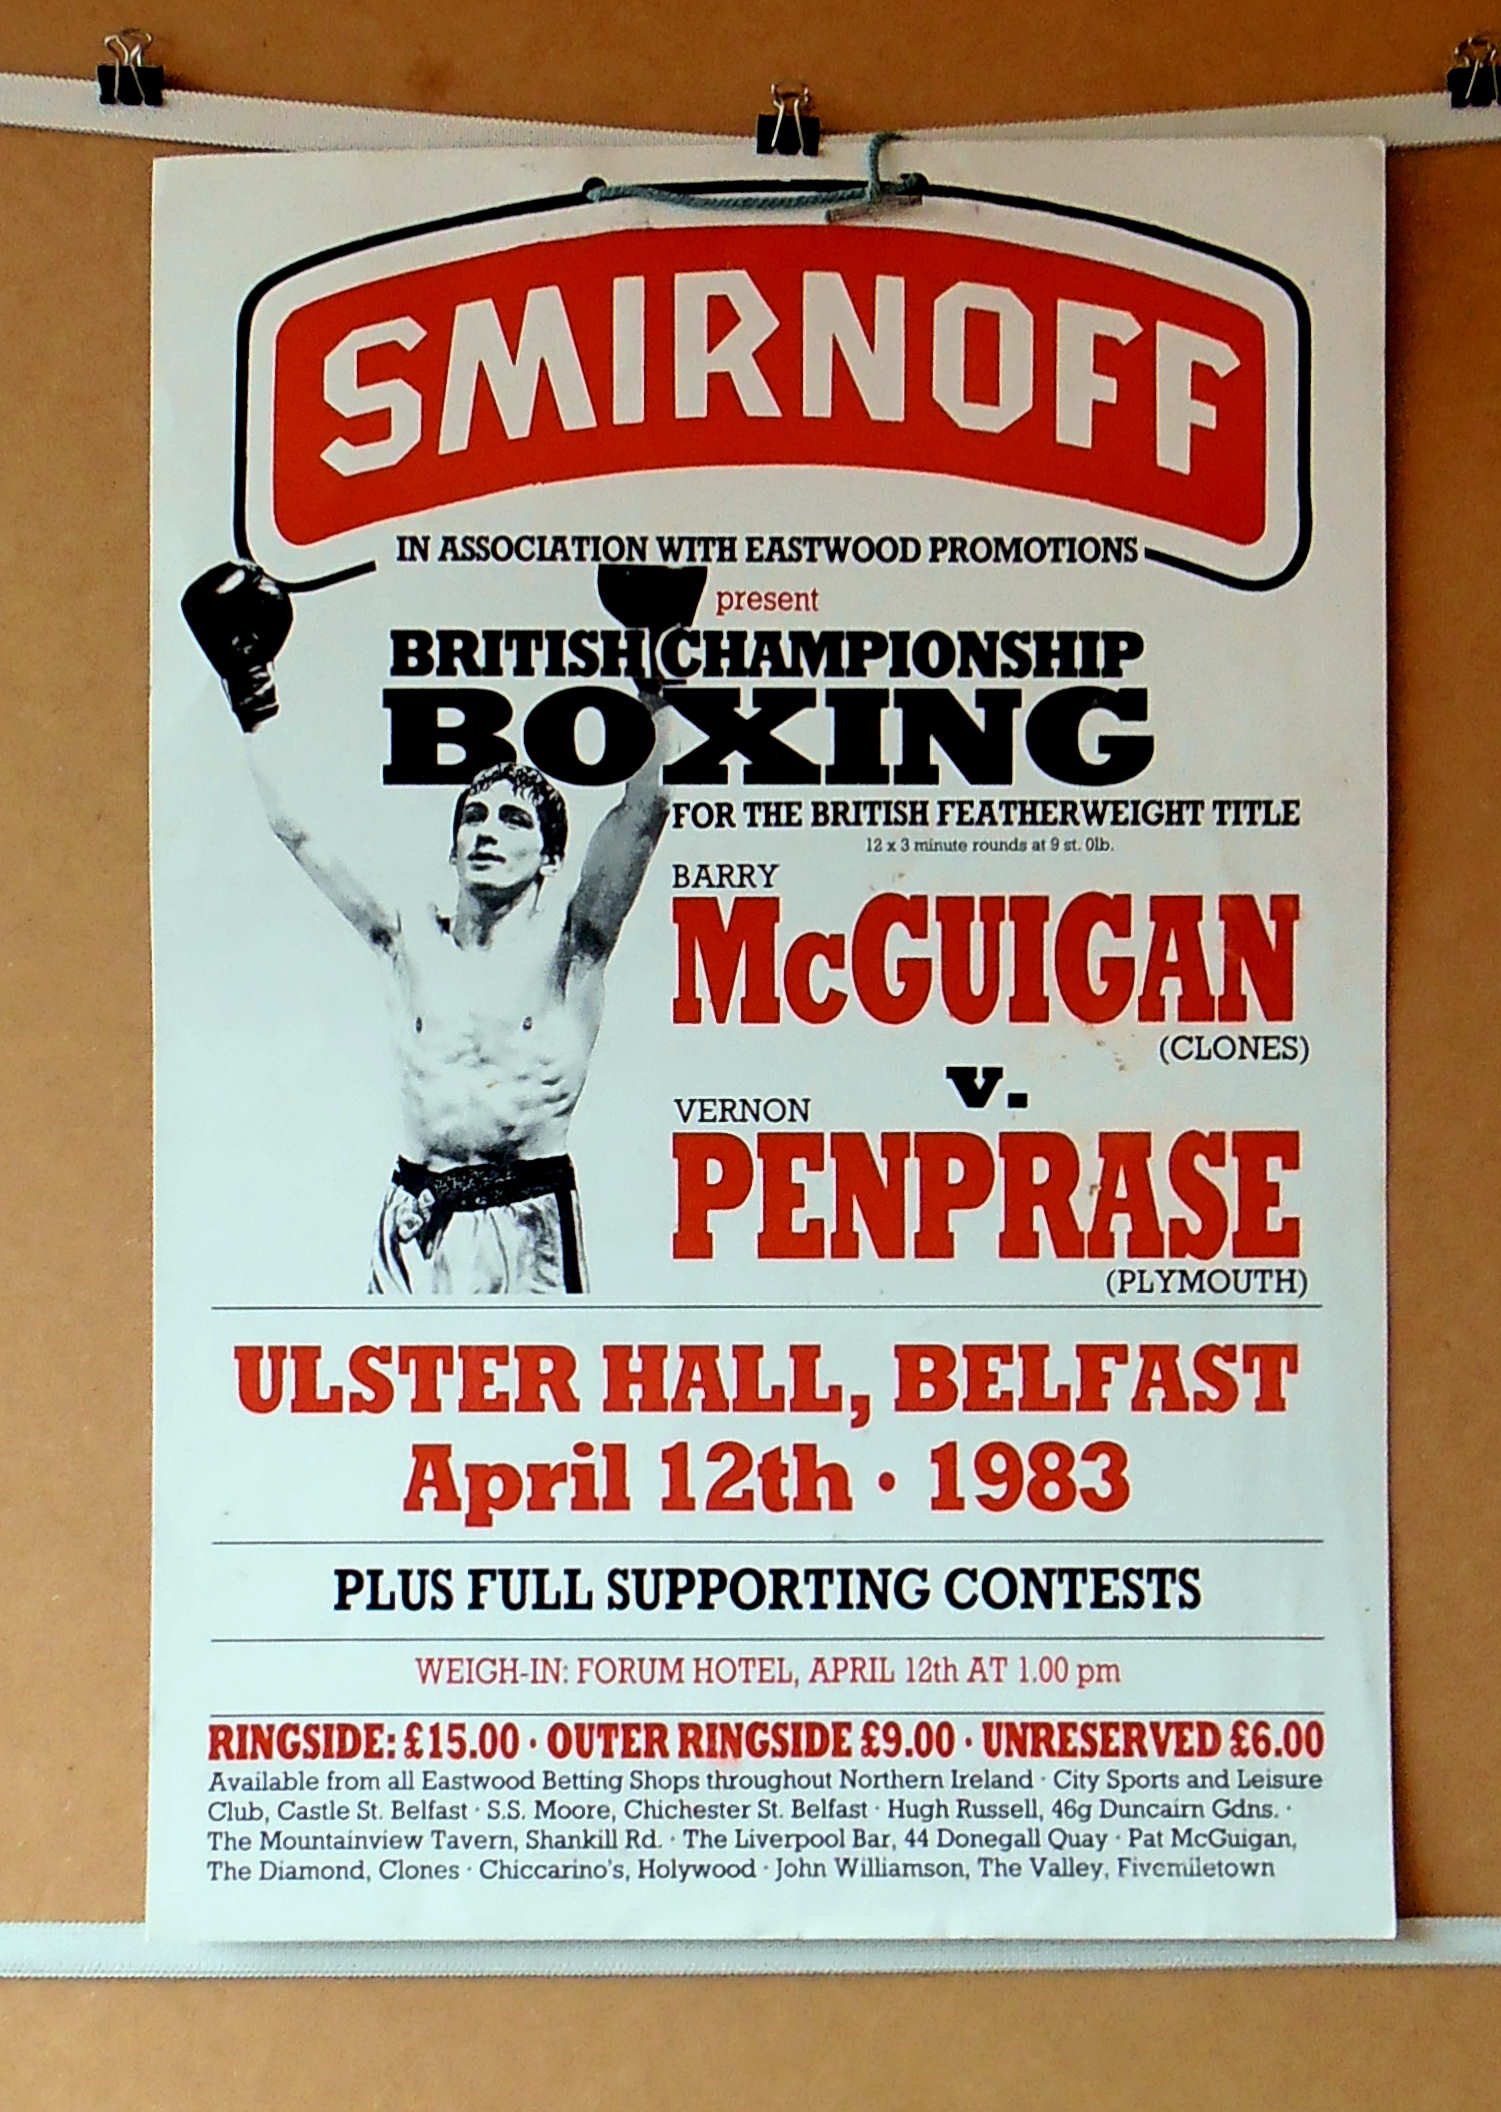 SMIRNOFF
IN ASSOCIATION WITH EASTWOOD PROMOTIONS
present
BRITISH CHAMPIONSHIP
BOXING
FOR THE BRITISH FEATHERWEIGHT TITLE
12 x 3 minute rounds at 9 st. 0lb.
BARRY
McGUIGAN
(CLONES)
v.
VERNON
PENPRASE
(PLYMOUTH)
ULSTER HALL, BELFAST
April 12th · 1983
PLUS FULL SUPPORTING CONTESTS
WEIGH-IN: FORUM HOTEL, APRIL 12th AT 1.00 pm
RINGSIDE: £15.00 · OUTER RINGSIDE £9.00 · UNRESERVED £6.00
Available from all Eastwood Betting Shops throughout Northern Ireland · City Sports and Leisure
Club, Castle St. Belfast · S.S. Moore, Chichester St. Belfast · Hugh Russell, 46g Duncairn Gdns. ·
The Mountainview Tavern, Shankill Rd. · The Liverpool Bar, 44 Donegall Quay · Pat McGuigan,
The Diamond, Clones · Chiccarino's, Holywood · John Williamson, The Valley, Fivemiletown